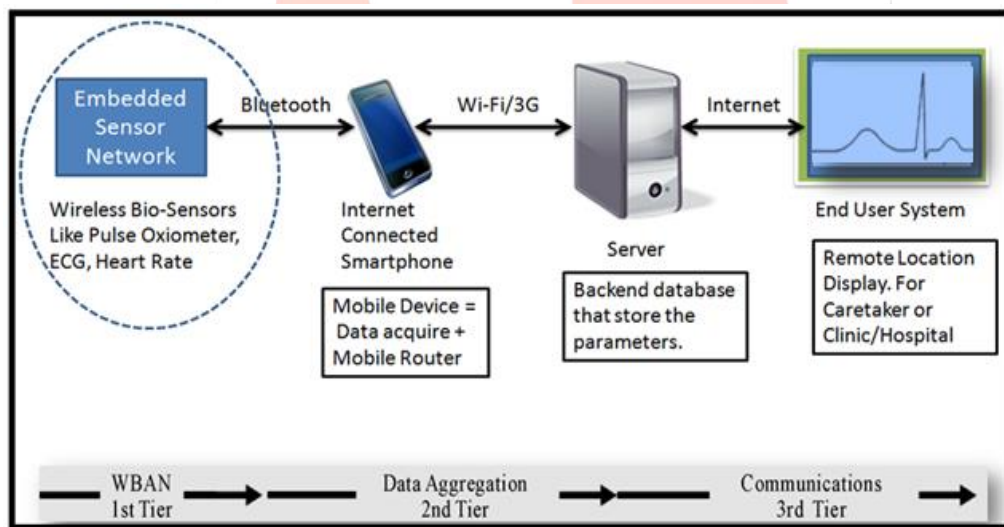 Embedded
Sensor
Network
Bluetooth
Wi-Fi/3G
Internet
Wireless Bio-Sensors
Like Pulse Oxiometer,
ECG, Heart Rate
Internet
Connected
Smartphone
Mobile Device =
Data acquire +
Mobile Router
Server
Backend database
that store the
parameters.
End User System
Remote Location
Display. For
Caretaker or
Clinic/Hospital
WBAN
1st Tier
Data Aggregation
2nd Tier
Communications
3rd Tier